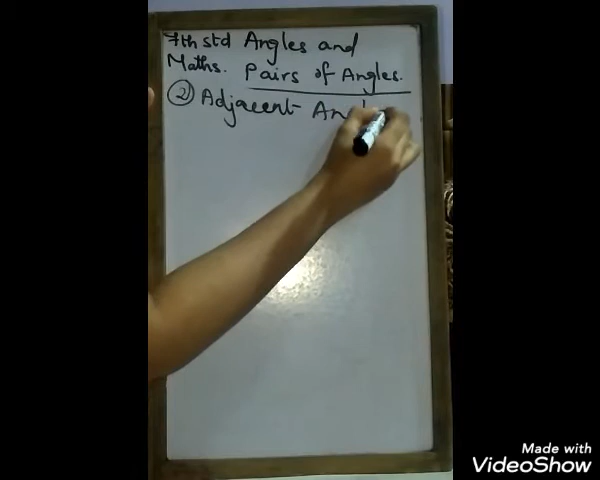 7th std Angles and
Maths. Pairs of Angles.
② Adjacent
Made with
VideoShow